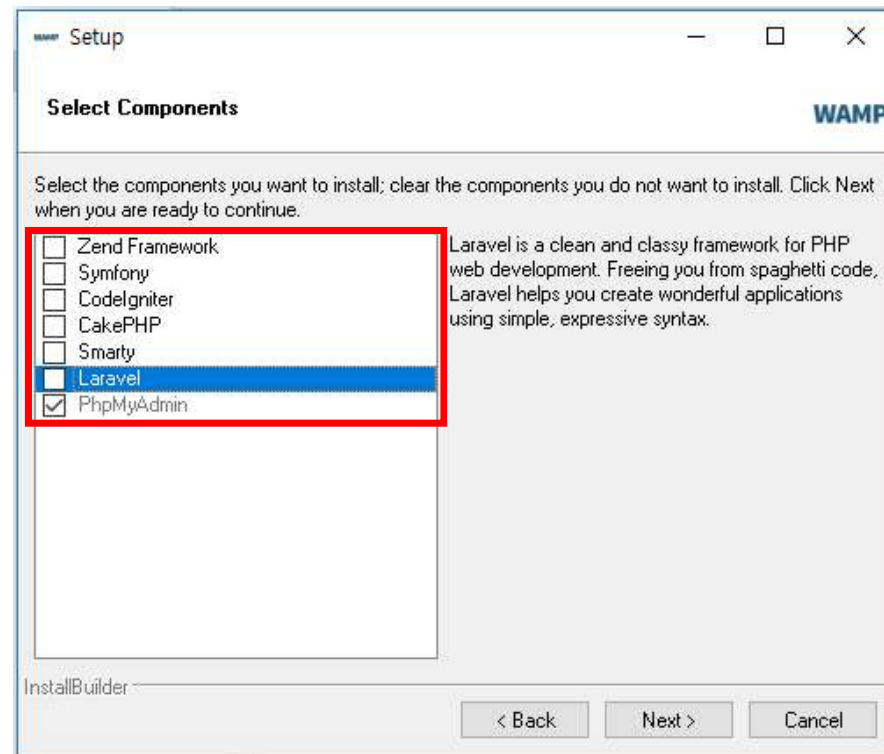 Setup
Select Components
WAMP
Select the components you want to install; clear the components you do not want to install. Click Next
when you are ready to continue.
Zend Framework
Symfony
CodeIgniter
CakePHP
Smarty
Laravel
PhpMyAdmin
Laravel is a clean and classy framework for PHP
web development. Freeing you from spaghetti code,
Laravel helps you create wonderful applications
using simple, expressive syntax.
InstallBuilder
< Back
Next >
Cancel